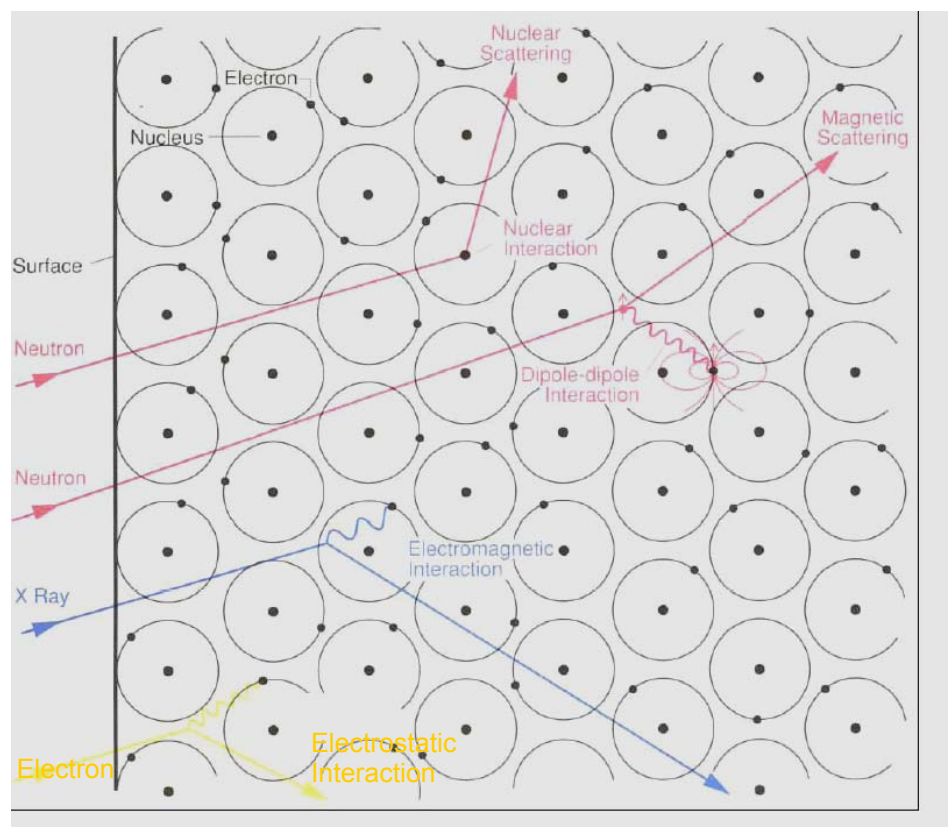 Nuclear
Scattering
Electron
Nucleus
Magnetic
Scattering
Nuclear
Interaction
Surface
Neutron
Dipole-dipole
Interaction
Neutron
Electromagnetic
Interaction
X Ray
Electrostatic
Interaction
Electron